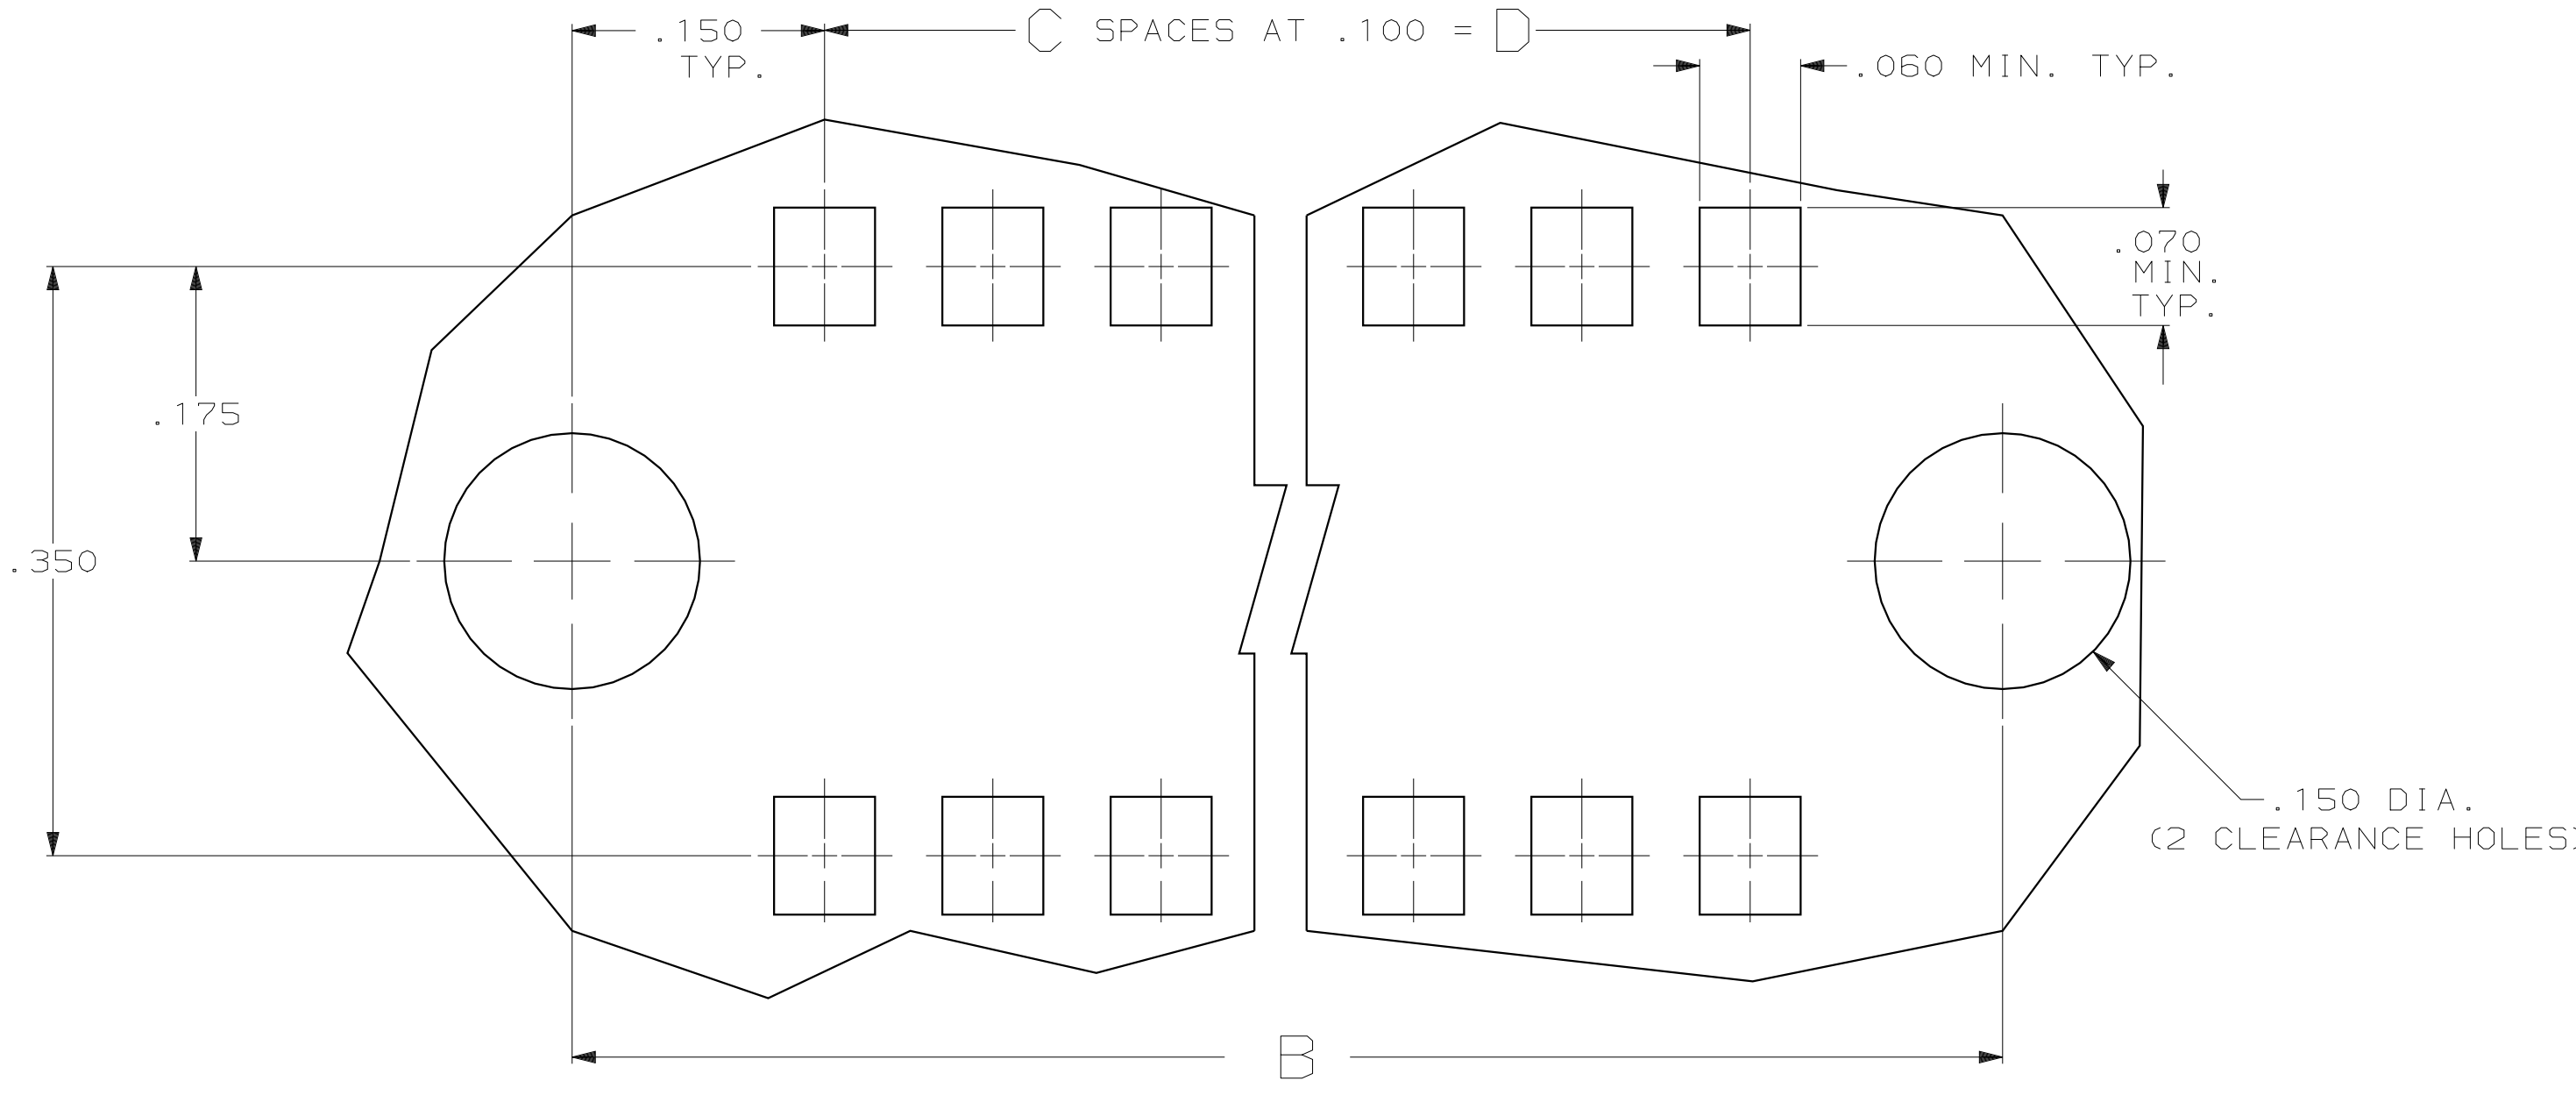 .150
TYP.
C SPACES AT .100 = D
.060 MIN. TYP.
.070
MIN.
TYP.
.175
.350
.150 DIA.
(2 CLEARANCE HOLES)
B